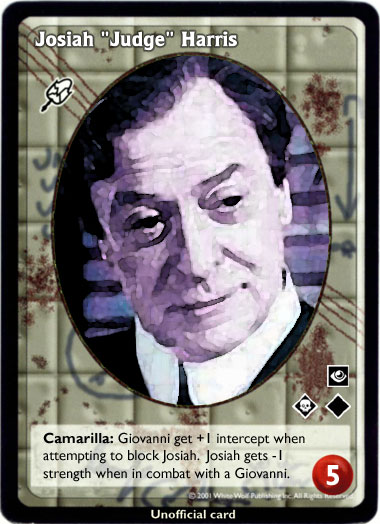 Josiah "Judge" Harris
Camarilla: Giovanni get +1 intercept when
attempting to block Josiah. Josiah gets -1
strength when in combat with a Giovanni.
5
© 2001 White Wolf Publishing Inc. All Rights Reserved.
Unofficial card